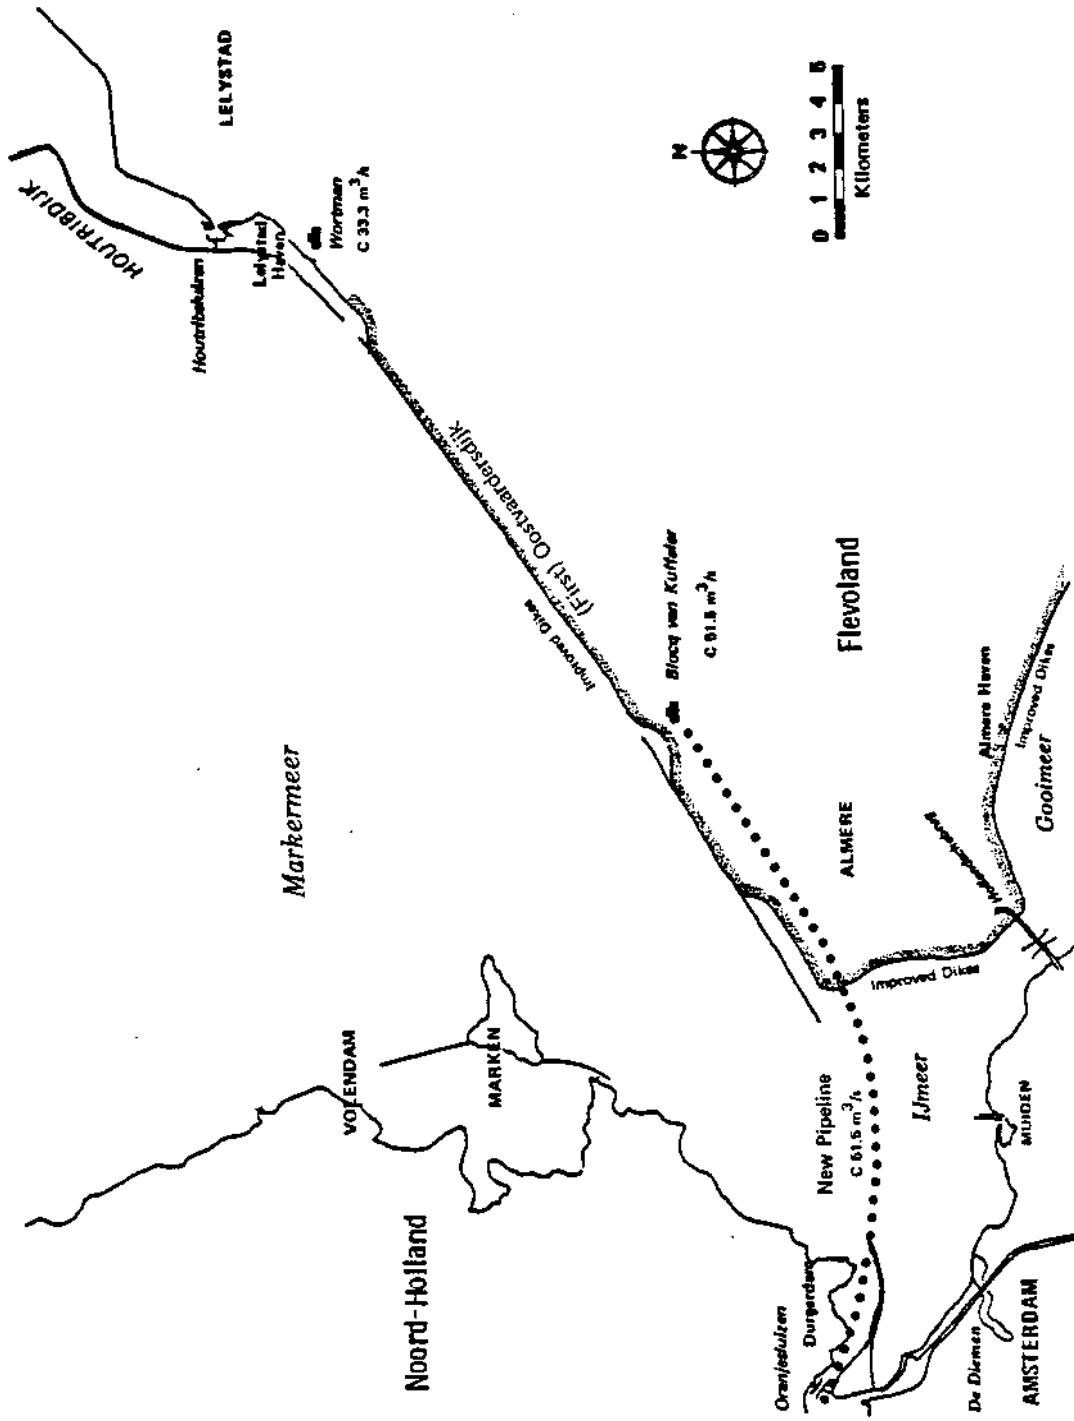 HOUTRIBDIJK
LELYSTAD
Houtribsluizen
Lelystad
Haven
Wortman
C 33.3 m³/h
N
0 1 2 3 4 5
Kilometers
(First) Oostvaardersdijk
Improved Dikes
Markermeer
Blocq van Kuffeler
C 51.5 m³/h
Flevoland
ALMERE
Almere Haven
Improved Dikes
Gooimeer
Improved Dikes
VOLENDAM
MARKEN
New Pipeline
C 51.5 m³/h
IJmeer
MUIDEN
Noord-Holland
Oranjesluizen
Durgerdam
De Diemen
AMSTERDAM